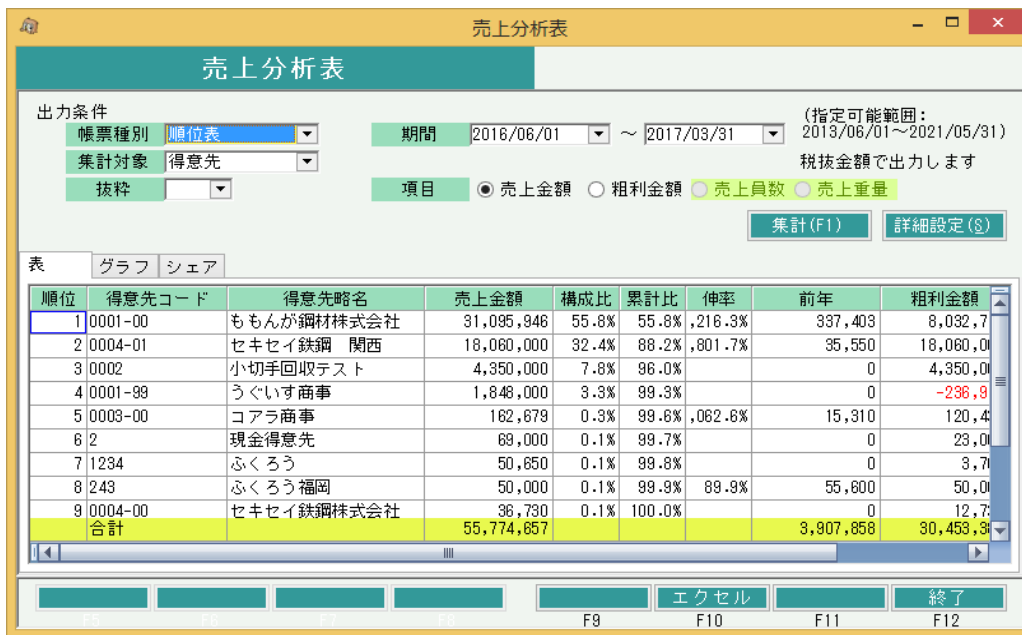 売上分析表
売上分析表
出力条件
帳票種別 順位表 期間 2016/06/01 ～ 2017/03/31 (指定可能範囲:
2013/06/01～2021/05/31)
集計対象 得意先 税抜金額で出力します
抜粋 項目 売上金額 粗利金額 売上員数 売上重量
集計(F1) 詳細設定(S)
表 グラフ シェア
順位 得意先コード 得意先略名 売上金額 構成比 累計比 伸率 前年 粗利金額
1 0001-00 ももんが鋼材株式会社 31,095,946 55.8% 55.8% ,216.3% 337,403 8,032,7
2 0004-01 セキセイ鉄鋼 関西 18,060,000 32.4% 88.2% ,801.7% 35,550 18,060,0
3 0002 小切手回収テスト 4,350,000 7.8% 96.0% 0 4,350,0
4 0001-99 うぐいす商事 1,848,000 3.3% 99.3% 0 -236,9
5 0003-00 コアラ商事 162,679 0.3% 99.6% ,062.6% 15,310 120,4
6 2 現金得意先 69,000 0.1% 99.7% 0 23,0
7 1234 ふくろう 50,650 0.1% 99.8% 0 3,7
8 243 ふくろう福岡 50,000 0.1% 99.9% 89.9% 55,600 50,0
9 0004-00 セキセイ鉄鋼株式会社 36,730 0.1% 100.0% 0 12,7
合計 55,774,657 3,907,858 30,453,3
エクセル 終了
F5 F6 F7 F8 F9 F10 F11 F12